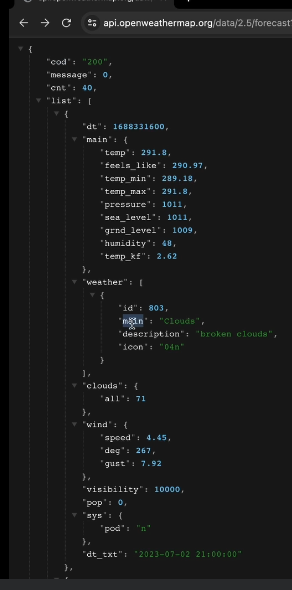 api.openweathermap.org/data/2.5/forecast
{
"cod": "200",
"message": 0,
"cnt": 40,
"list": [
{
"dt": 1688331600,
"main": {
"temp": 291.8,
"feels_like": 290.97,
"temp_min": 289.18,
"temp_max": 291.8,
"pressure": 1011,
"sea_level": 1011,
"grnd_level": 1009,
"humidity": 48,
"temp_kf": 2.62
},
"weather": [
{
"id": 803,
"main": "Clouds",
"description": "broken clouds",
"icon": "04n"
}
],
"clouds": {
"all": 71
},
"wind": {
"speed": 4.45,
"deg": 267,
"gust": 7.92
},
"visibility": 10000,
"pop": 0,
"sys": {
"pod": "n"
},
"dt_txt": "2023-07-02 21:00:00"
},